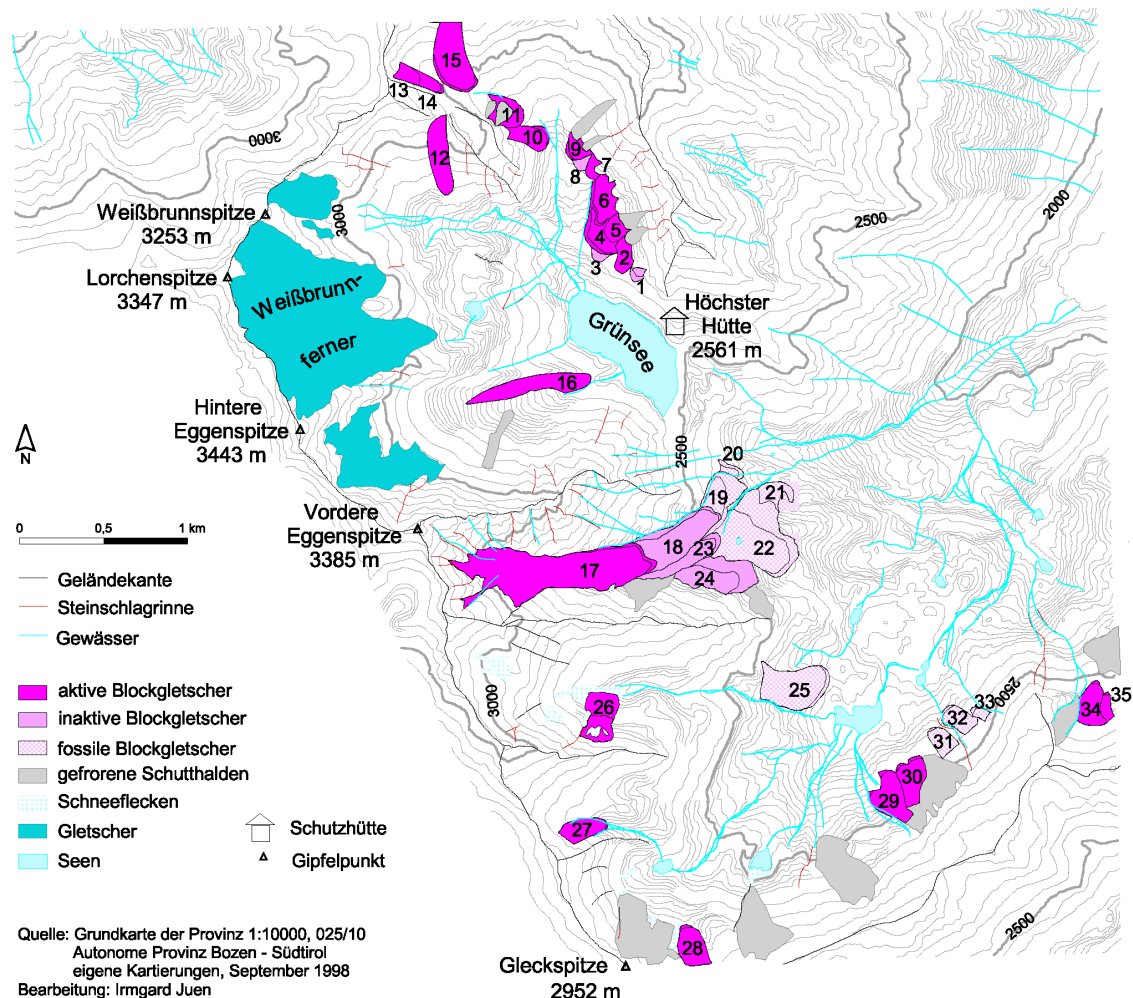 15
13
14
11
10
9
7
8
12
6
3000
2000
2500
Weißbrunnspitze
3253 m
3000
5
4
2
3
1
Lorchenspitze
3347 m
Weißbrunn-
ferner
Grünsee
Höchster
Hütte
2561 m
16
Hintere
Eggenspitze
3443 m
N
2500
20
19
21
Vordere
Eggenspitze
3385 m
0
0,5
1 km
18
23
22
17
24
Geländekante
Steinschlagrinne
Gewässer
aktive Blockgletscher
inaktive Blockgletscher
fossile Blockgletscher
gefrorene Schutthalden
Schneeflecken
Gletscher
Seen
Schutzhütte
Gipfelpunkt
3000
25
26
2500
35
34
33
32
31
30
29
27
28
2500
Gleckspitze
2952 m
Quelle: Grundkarte der Provinz 1:10000, 025/10
Autonome Provinz Bozen - Südtirol
eigene Kartierungen, September 1998
Bearbeitung: Irmgard Juen